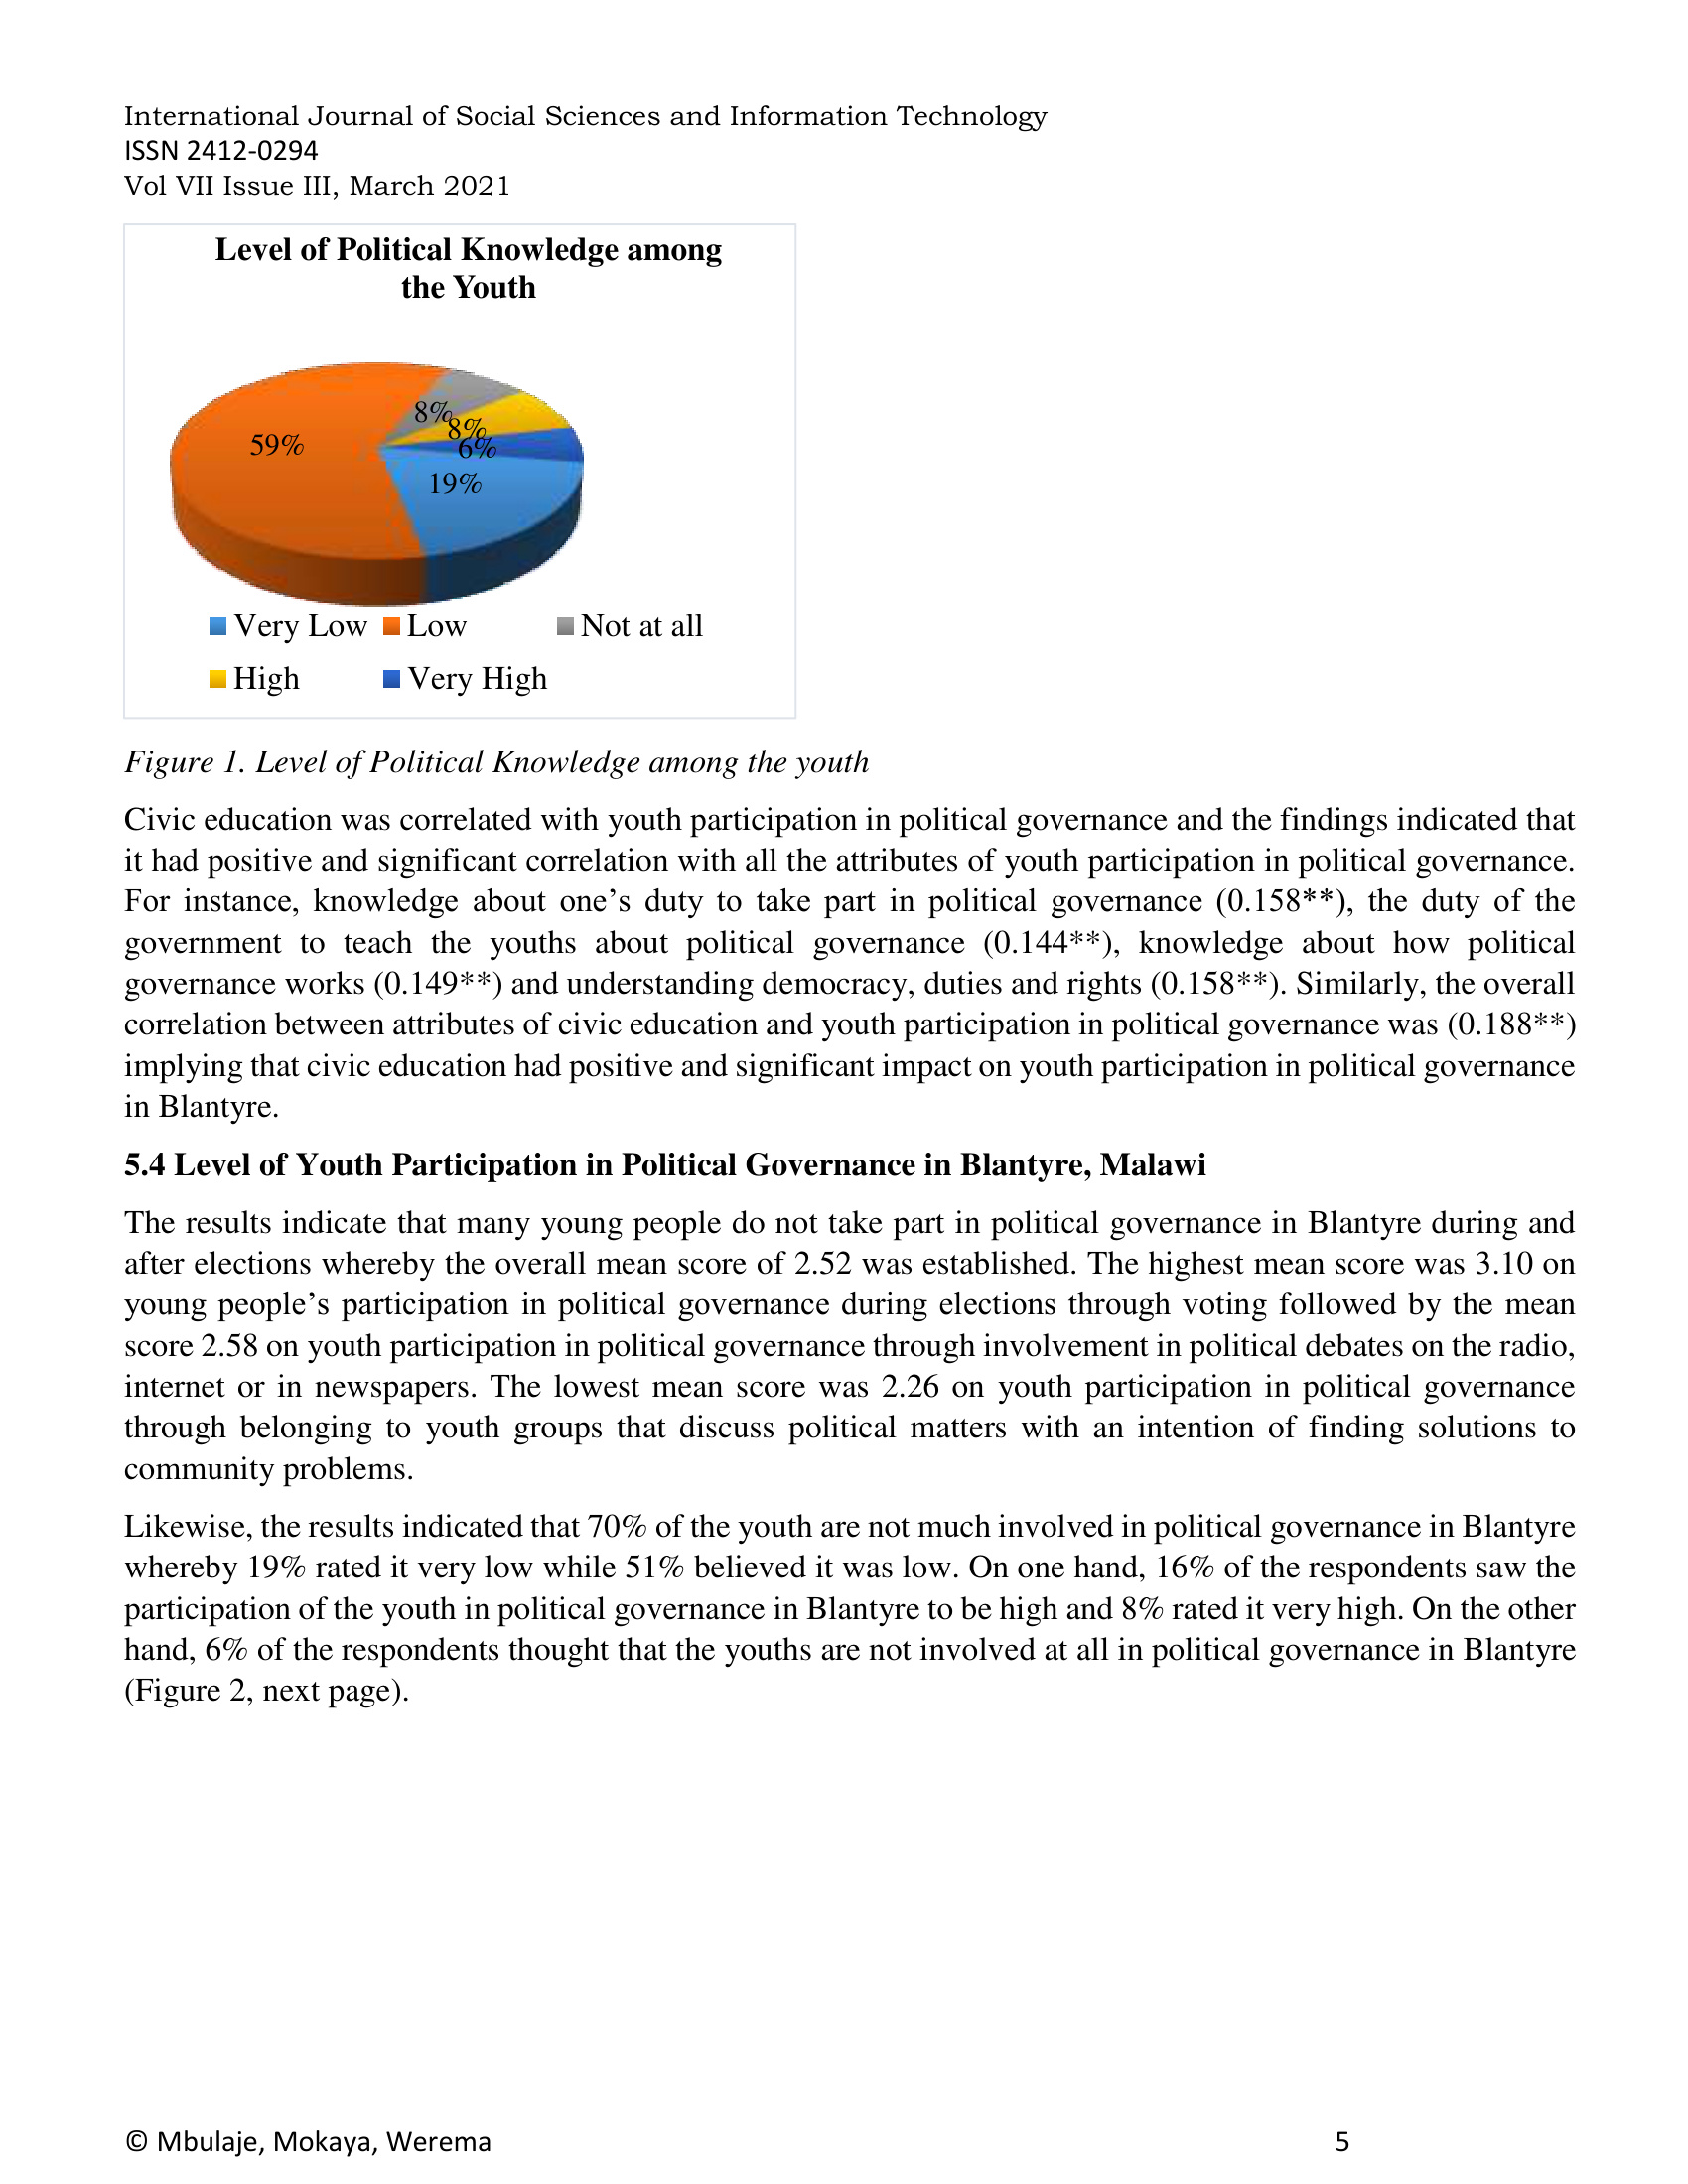 International Journal of Social Sciences and Information Technology
ISSN 2412-0294
Vol VII Issue III, March 2021
Level of Political Knowledge among
the Youth
8%
8%
59%
6%
19%
Very Low Low Not at all
High Very High
Figure 1. Level of Political Knowledge among the youth
Civic education was correlated with youth participation in political governance and the findings indicated that
it had positive and significant correlation with all the attributes of youth participation in political governance.
For instance, knowledge about one’s duty to take part in political governance (0.158**), the duty of the
government to teach the youths about political governance (0.144**), knowledge about how political
governance works (0.149**) and understanding democracy, duties and rights (0.158**). Similarly, the overall
correlation between attributes of civic education and youth participation in political governance was (0.188**)
implying that civic education had positive and significant impact on youth participation in political governance
in Blantyre.
5.4 Level of Youth Participation in Political Governance in Blantyre, Malawi
The results indicate that many young people do not take part in political governance in Blantyre during and
after elections whereby the overall mean score of 2.52 was established. The highest mean score was 3.10 on
young people’s participation in political governance during elections through voting followed by the mean
score 2.58 on youth participation in political governance through involvement in political debates on the radio,
internet or in newspapers. The lowest mean score was 2.26 on youth participation in political governance
through belonging to youth groups that discuss political matters with an intention of finding solutions to
community problems.
Likewise, the results indicated that 70% of the youth are not much involved in political governance in Blantyre
whereby 19% rated it very low while 51% believed it was low. On one hand, 16% of the respondents saw the
participation of the youth in political governance in Blantyre to be high and 8% rated it very high. On the other
hand, 6% of the respondents thought that the youths are not involved at all in political governance in Blantyre
(Figure 2, next page).
© Mbulaje, Mokaya, Werema 5